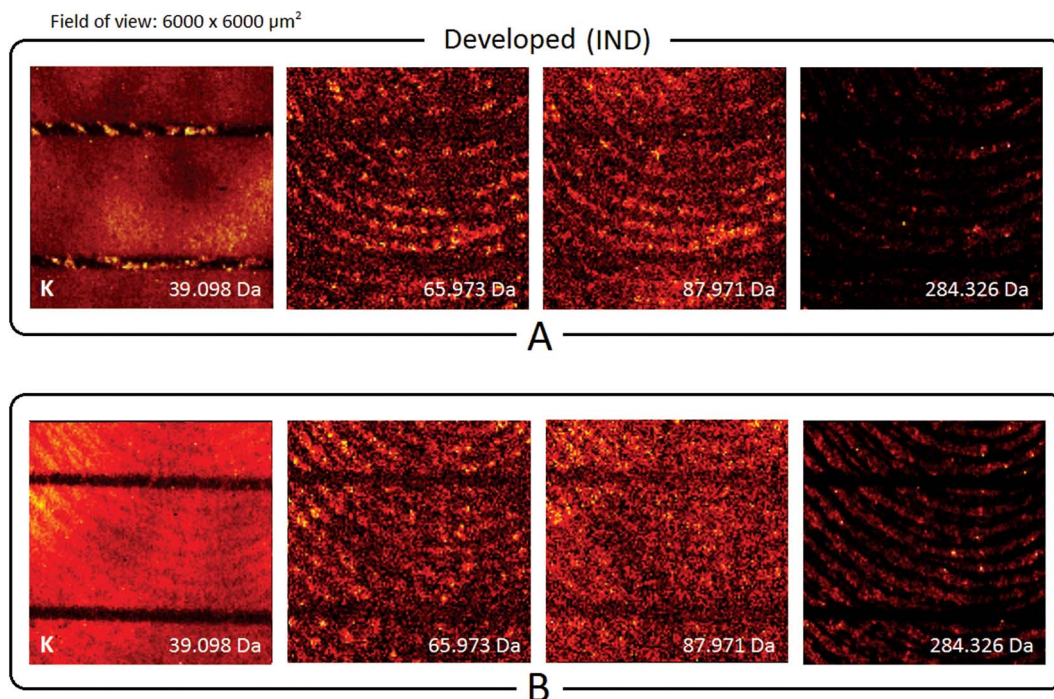 Field of view: 6000 x 6000 µm²
Developed (IND)
K 39.098 Da 65.973 Da 87.971 Da 284.326 Da
A
K 39.098 Da 65.973 Da 87.971 Da 284.326 Da
B